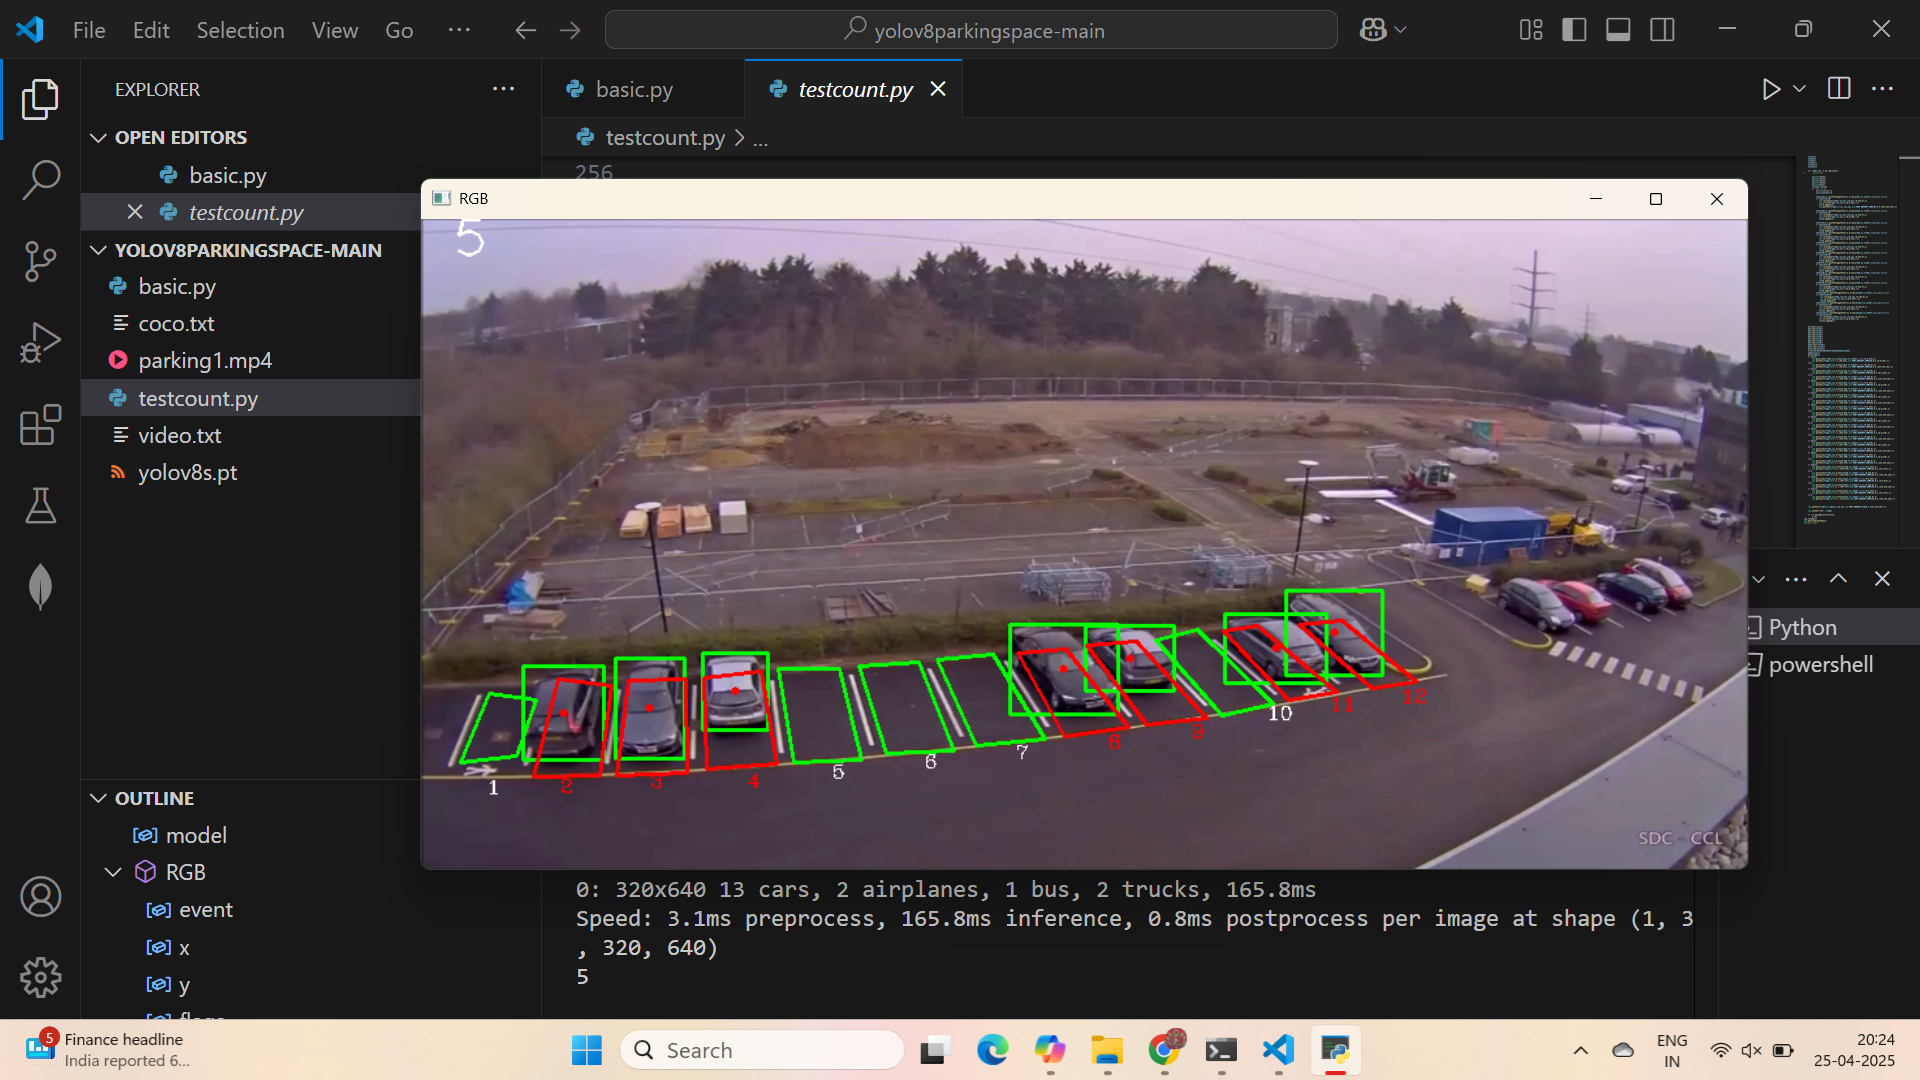 File Edit Selection View Go ...
yolov8parkingspace-main
EXPLORER
OPEN EDITORS
basic.py
testcount.py
YOLOV8PARKINGSPACE-MAIN
basic.py
coco.txt
parking1.mp4
testcount.py
video.txt
yolov8s.pt
OUTLINE
model
RGB
event
x
y
basic.py testcount.py
testcount.py > ...
256
RGB
5
1 2 3 4 5 6 7 8 9 10 11 12
SDC - CCL
Python
powershell
0: 320x640 13 cars, 2 airplanes, 1 bus, 2 trucks, 165.8ms
Speed: 3.1ms preprocess, 165.8ms inference, 0.8ms postprocess per image at shape (1, 3
, 320, 640)
5
5
Finance headline
India reported 6...
Search
ENG
IN
20:24
25-04-2025